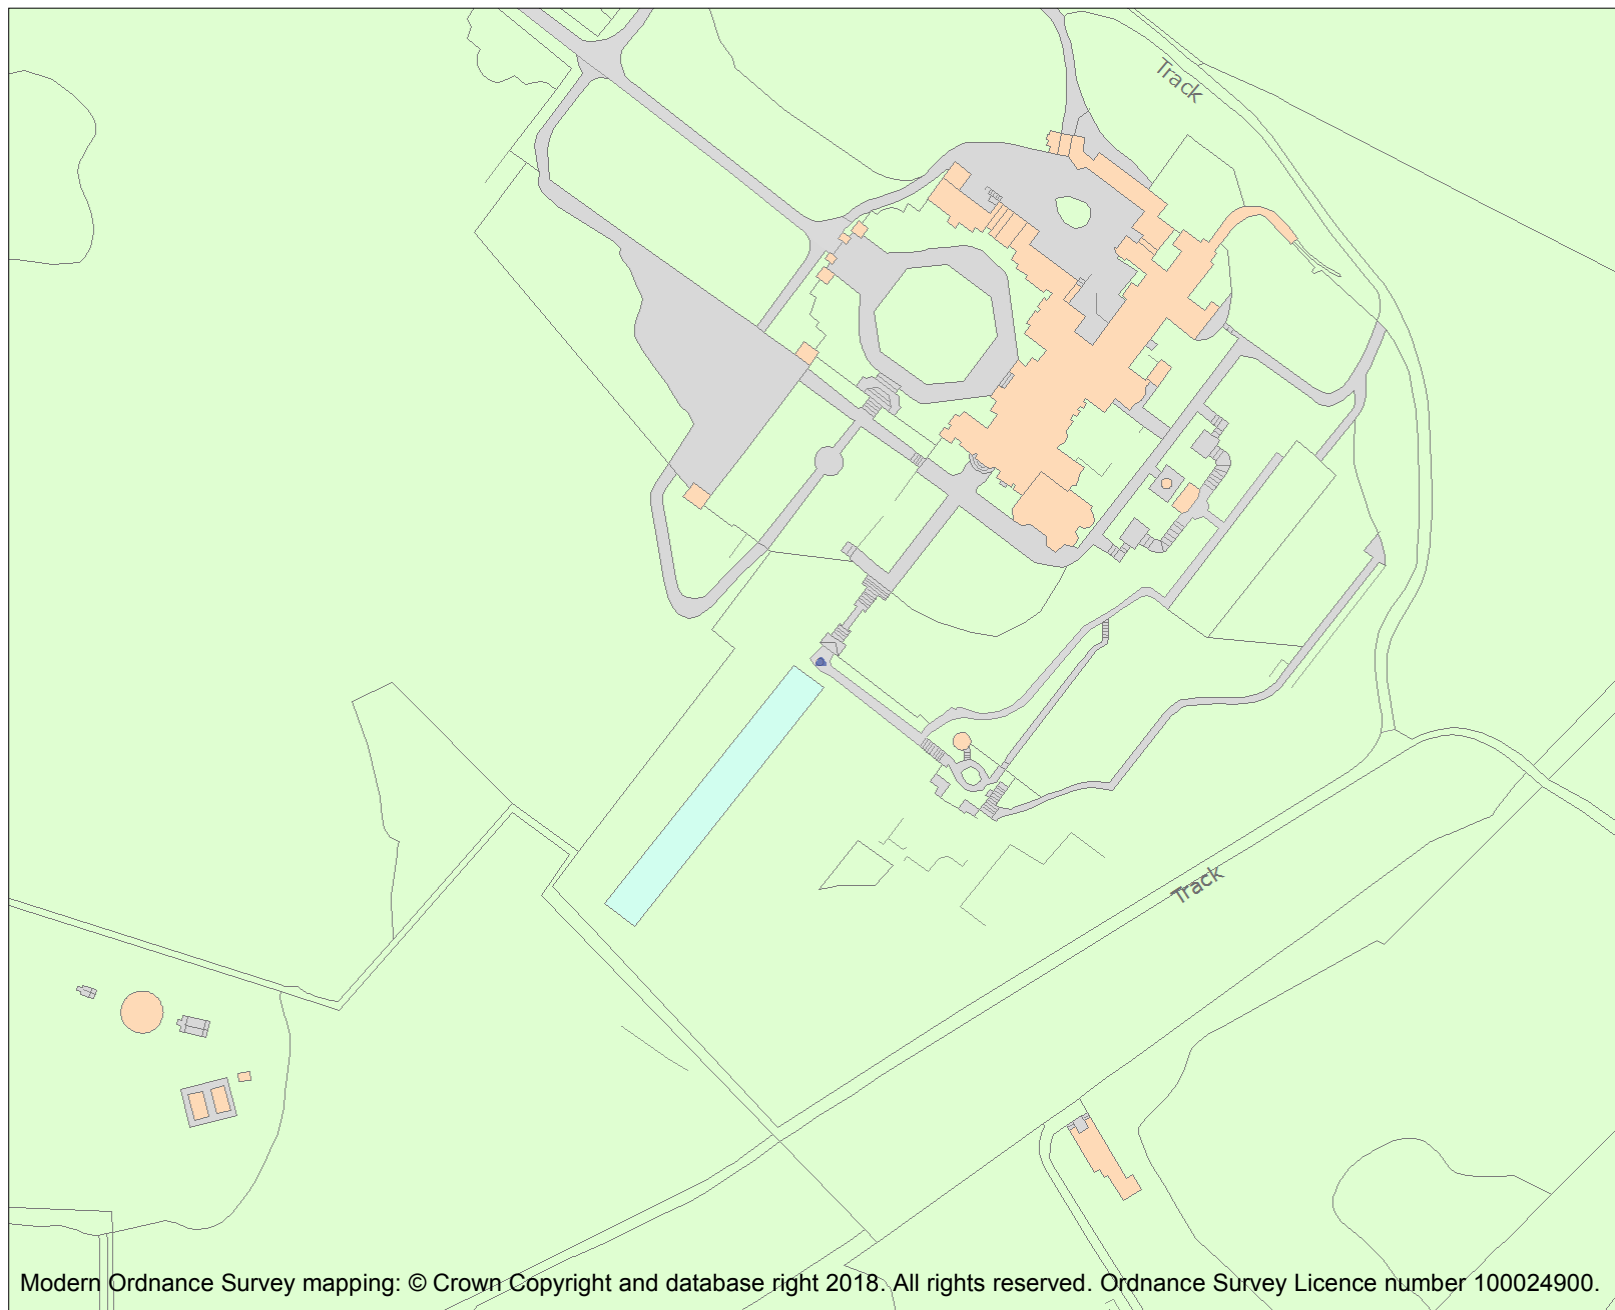 Track
Track
Modern Ordnance Survey mapping: © Crown Copyright and database right 2018. All rights reserved. Ordnance Survey Licence number 100024900.